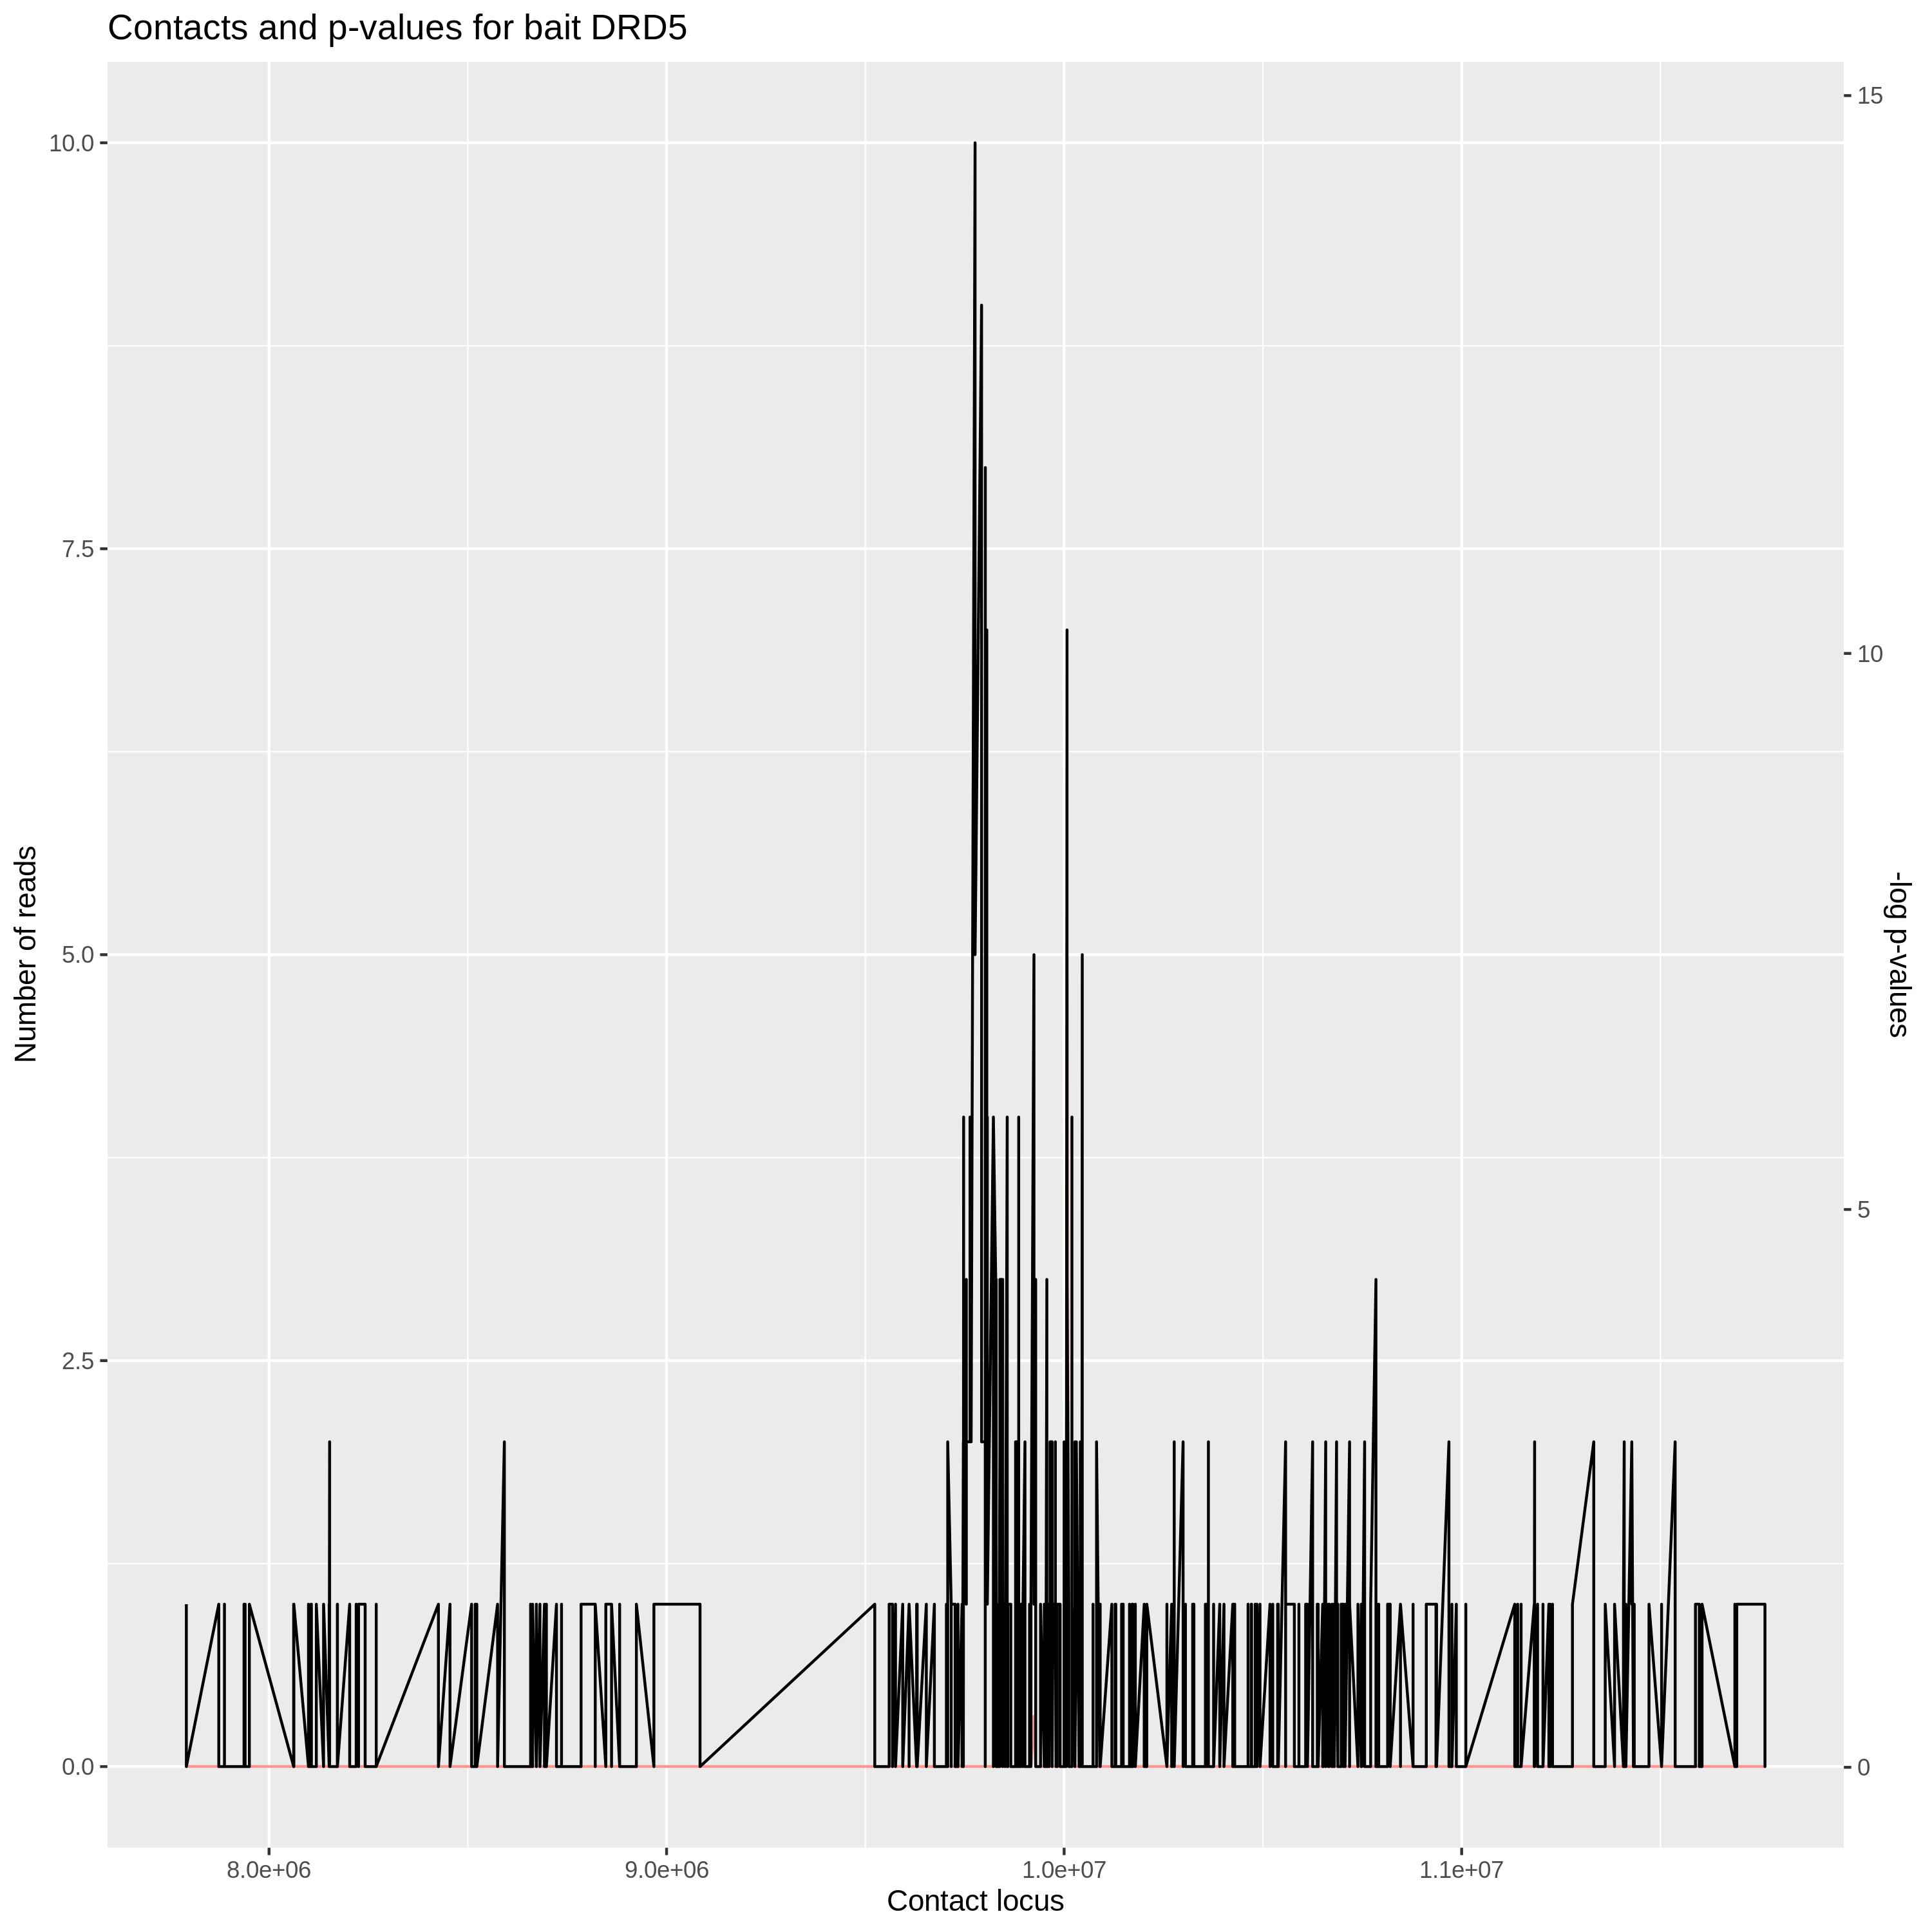 Contacts and p-values for bait DRD5
15
10.0
7.5
10
5.0
Number of reads
-log p-values
5
2.5
0.0
0
8.0e+06
9.0e+06
1.0e+07
1.1e+07
Contact locus